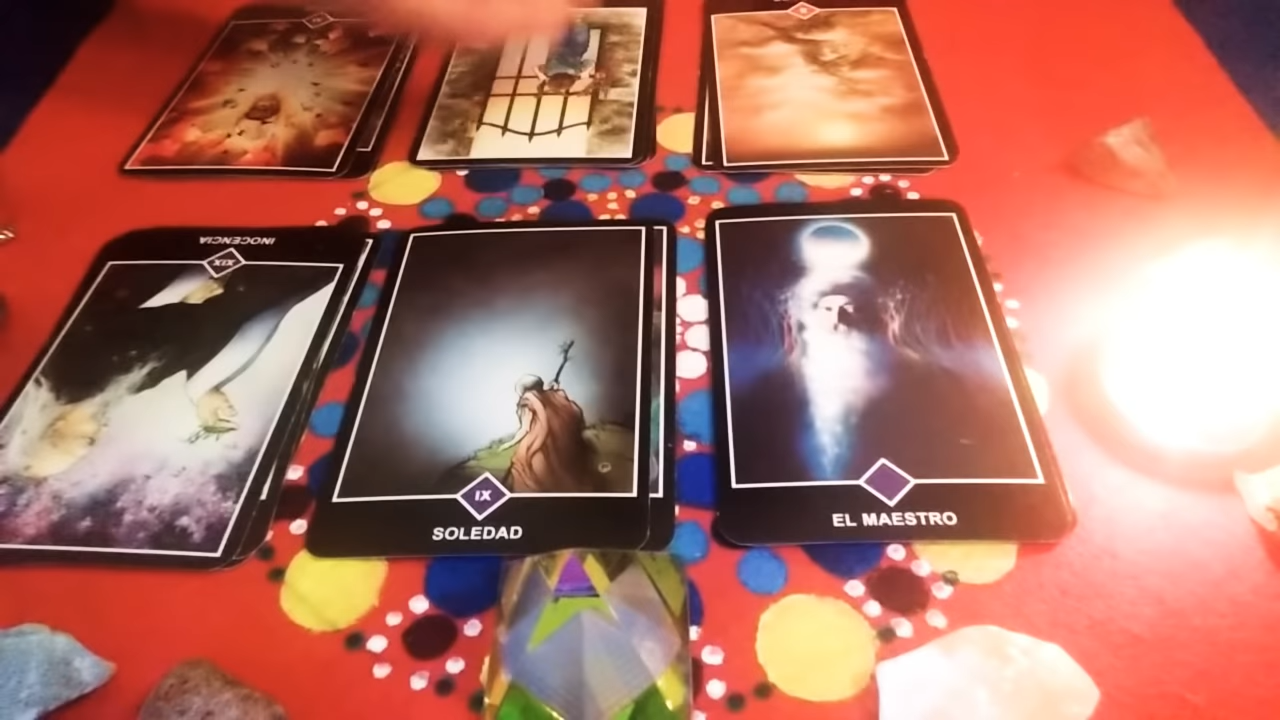 INOCENCIA
XIX
SOLEDAD
IX
EL MAESTRO